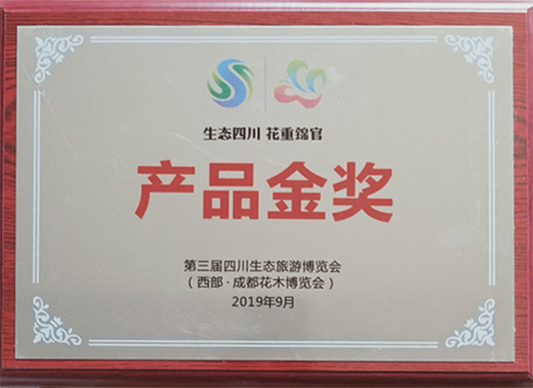 生态四川 花重錦官
产品金奖
第三届四川生态旅游博览会
（西部·成都花木博览会）
2019年9月